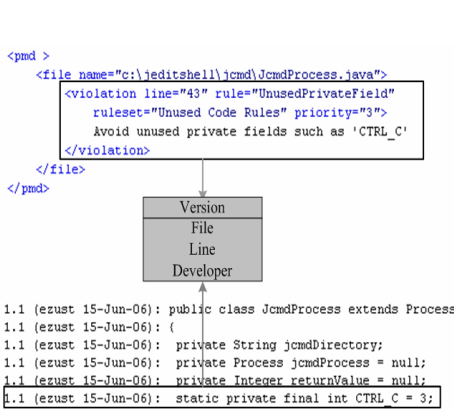 <pmd >
<file name="c:\jeditshell\jcmd\JcmdProcess.java">
<violation line="43" rule="UnusedPrivateField"
ruleset="Unused Code Rules" priority="3">
Avoid unused private fields such as 'CTRL_C'
</violation>
</file>
</pmd>
Version
File
Line
Developer
1.1 (ezust 15-Jun-06): public class JcmdProcess extends Process
1.1 (ezust 15-Jun-06): {
1.1 (ezust 15-Jun-06): private String jcmdDirectory;
1.1 (ezust 15-Jun-06): private Process jcmdProcess = null;
1.1 (ezust 15-Jun-06): private Integer returnValue = null;
1.1 (ezust 15-Jun-06): static private final int CTRL_C = 3;